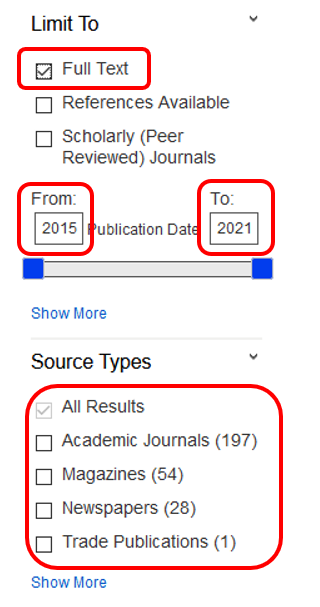 Limit To
Full Text
References Available
Scholarly (Peer
Reviewed) Journals
From: To:
2015 Publication Date 2021
Show More
Source Types
All Results
Academic Journals (197)
Magazines (54)
Newspapers (28)
Trade Publications (1)
Show More